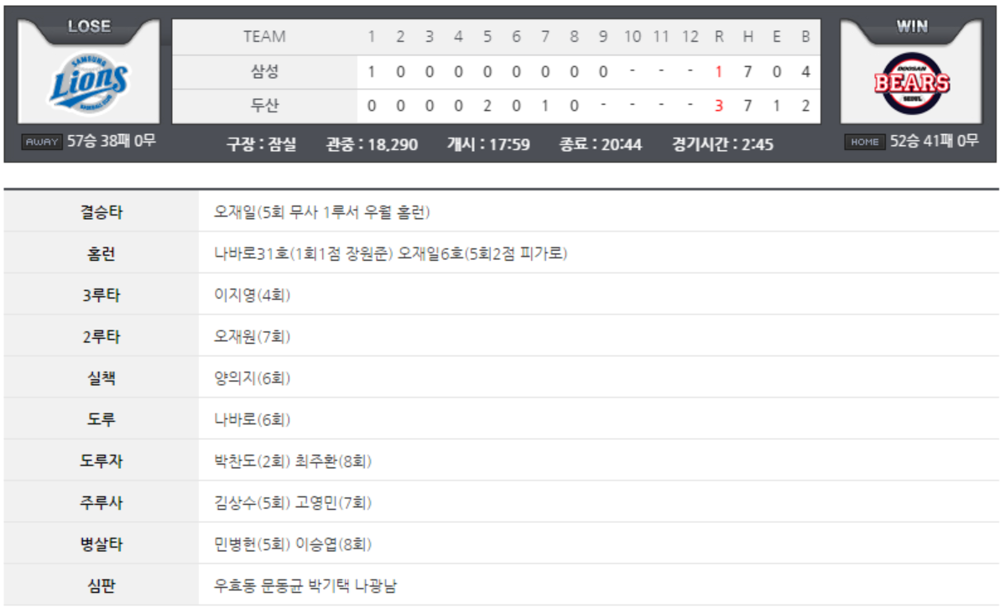 LOSE
SAMSUNG
Lions
BASEBALL CLUB
AWAY 57승 38패 0무
TEAM 1 2 3 4 5 6 7 8 9 10 11 12 R H E B
삼성 1 0 0 0 0 0 0 0 0 - - - 1 7 0 4
두산 0 0 0 0 2 0 1 0 - - - - 3 7 1 2
구장 : 잠실 관중 : 18,290 개시 : 17:59 종료 : 20:44 경기시간 : 2:45
WIN
DOOSAN
BEARS
SEOUL
HOME 52승 41패 0무
결승타 오재일(5회 무사 1루서 우월 홈런)
홈런 나바로31호(1회1점 장원준) 오재일6호(5회2점 피가로)
3루타 이지영(4회)
2루타 오재원(7회)
실책 양의지(6회)
도루 나바로(6회)
도루자 박찬도(2회) 최주환(8회)
주루사 김상수(5회) 고영민(7회)
병살타 민병헌(5회) 이승엽(8회)
심판 우효동 문동균 박기택 나광남